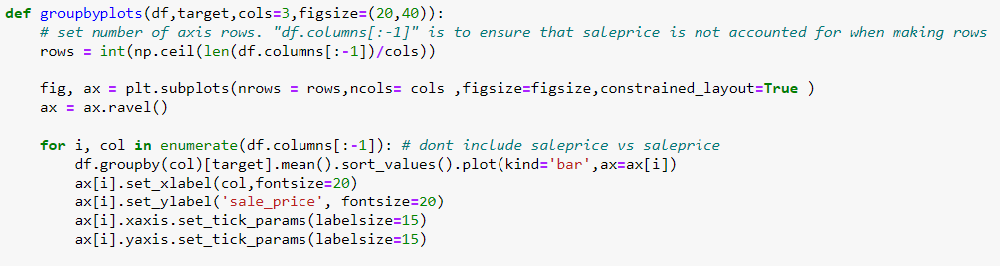 def groupbyplots(df,target,cols=3,figsize=(20,40)):
    # set number of axis rows. "df.columns[:-1]" is to ensure that saleprice is not accounted for when making rows
    rows = int(np.ceil(len(df.columns[:-1])/cols))

    fig, ax = plt.subplots(nrows = rows,ncols= cols ,figsize=figsize,constrained_layout=True )
    ax = ax.ravel()

    for i, col in enumerate(df.columns[:-1]): # dont include saleprice vs saleprice
        df.groupby(col)[target].mean().sort_values().plot(kind='bar',ax=ax[i])
        ax[i].set_xlabel(col,fontsize=20)
        ax[i].set_ylabel('sale_price', fontsize=20)
        ax[i].xaxis.set_tick_params(labelsize=15)
        ax[i].yaxis.set_tick_params(labelsize=15)